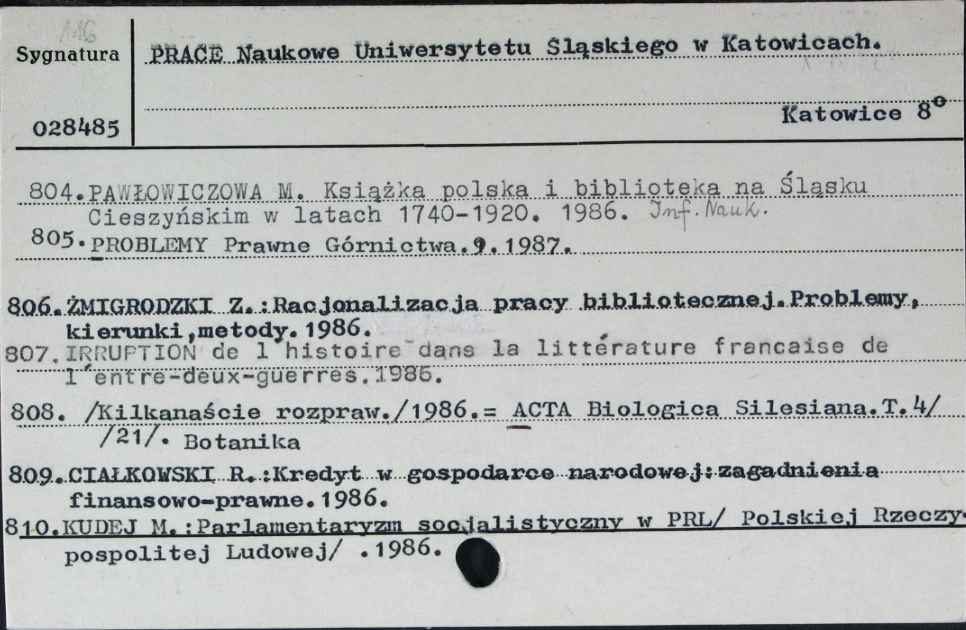 116
Sygnatura
PRACE Naukowe Uniwersytetu Śląskiego w Katowicach.
028485
Katowice 8o
804.PAWŁOWICZOWA M. Książka polska i biblioteka na Śląsku
Cieszyńskim w latach 1740-1920. 1986. Inf. Nauk.
805.PROBLEMY Prawne Górnictwa.9.1987.
806.ŻMIGRODZKI Z.:Racjonalizacja pracy bibliotecznej.Problemy,
kierunki,metody.1986.
807.IRRUPTION de l'histoire dans la littérature francaise de
l'entre-deux-guerres.1986.
808. /Kilkanaście rozpraw./1986.= ACTA Biologica Silesiana.T.4/
/21/. Botanika
809.CIAŁKOWSKI R.:Kredyt w gospodarce narodowej:zagadnienia
finansowo-prawne.1986.
810.KUDEJ M.:Parlamentaryzm socjalistyczny w PRL/ Polskiej Rzeczy-
pospolitej Ludowej/ .1986.